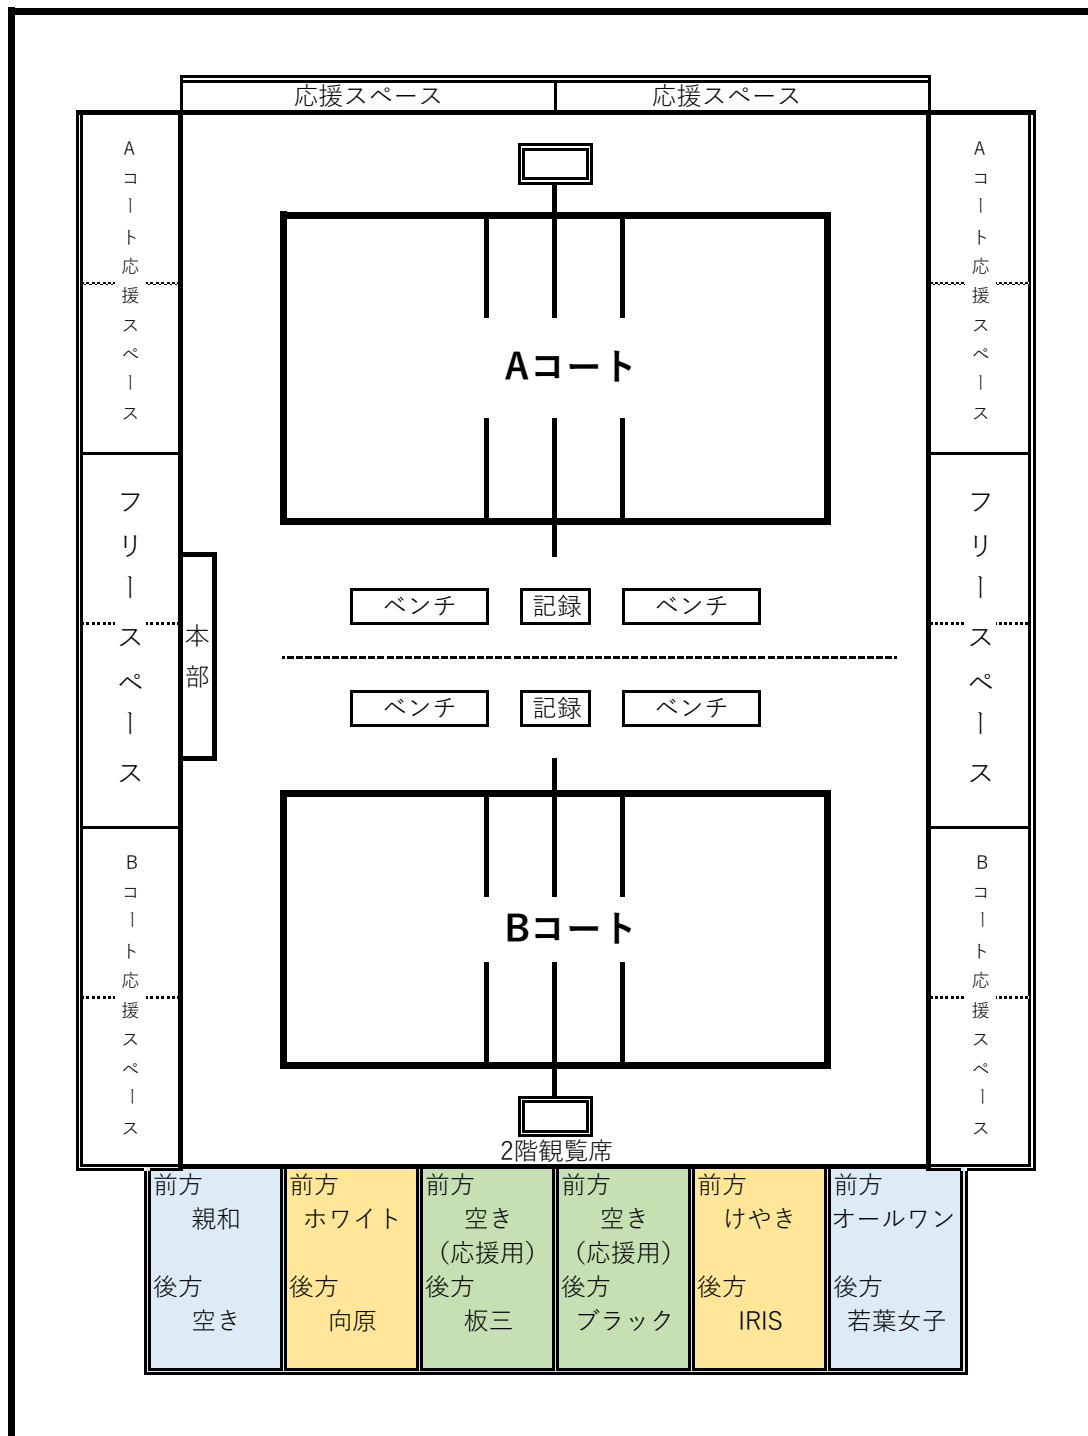 応援スペース
応援スペース
Aコート応援スペース
Aコート応援スペース
Aコート
フリースペース
フリースペース
本部
ベンチ
記録
ベンチ
ベンチ
記録
ベンチ
Bコート応援スペース
Bコート応援スペース
Bコート
2階観覧席
前方
親和
後方
空き
前方
ホワイト
後方
向原
前方
空き
（応援用）
後方
板三
前方
空き
（応援用）
後方
ブラック
前方
けやき
後方
IRIS
前方
オールワン
後方
若葉女子